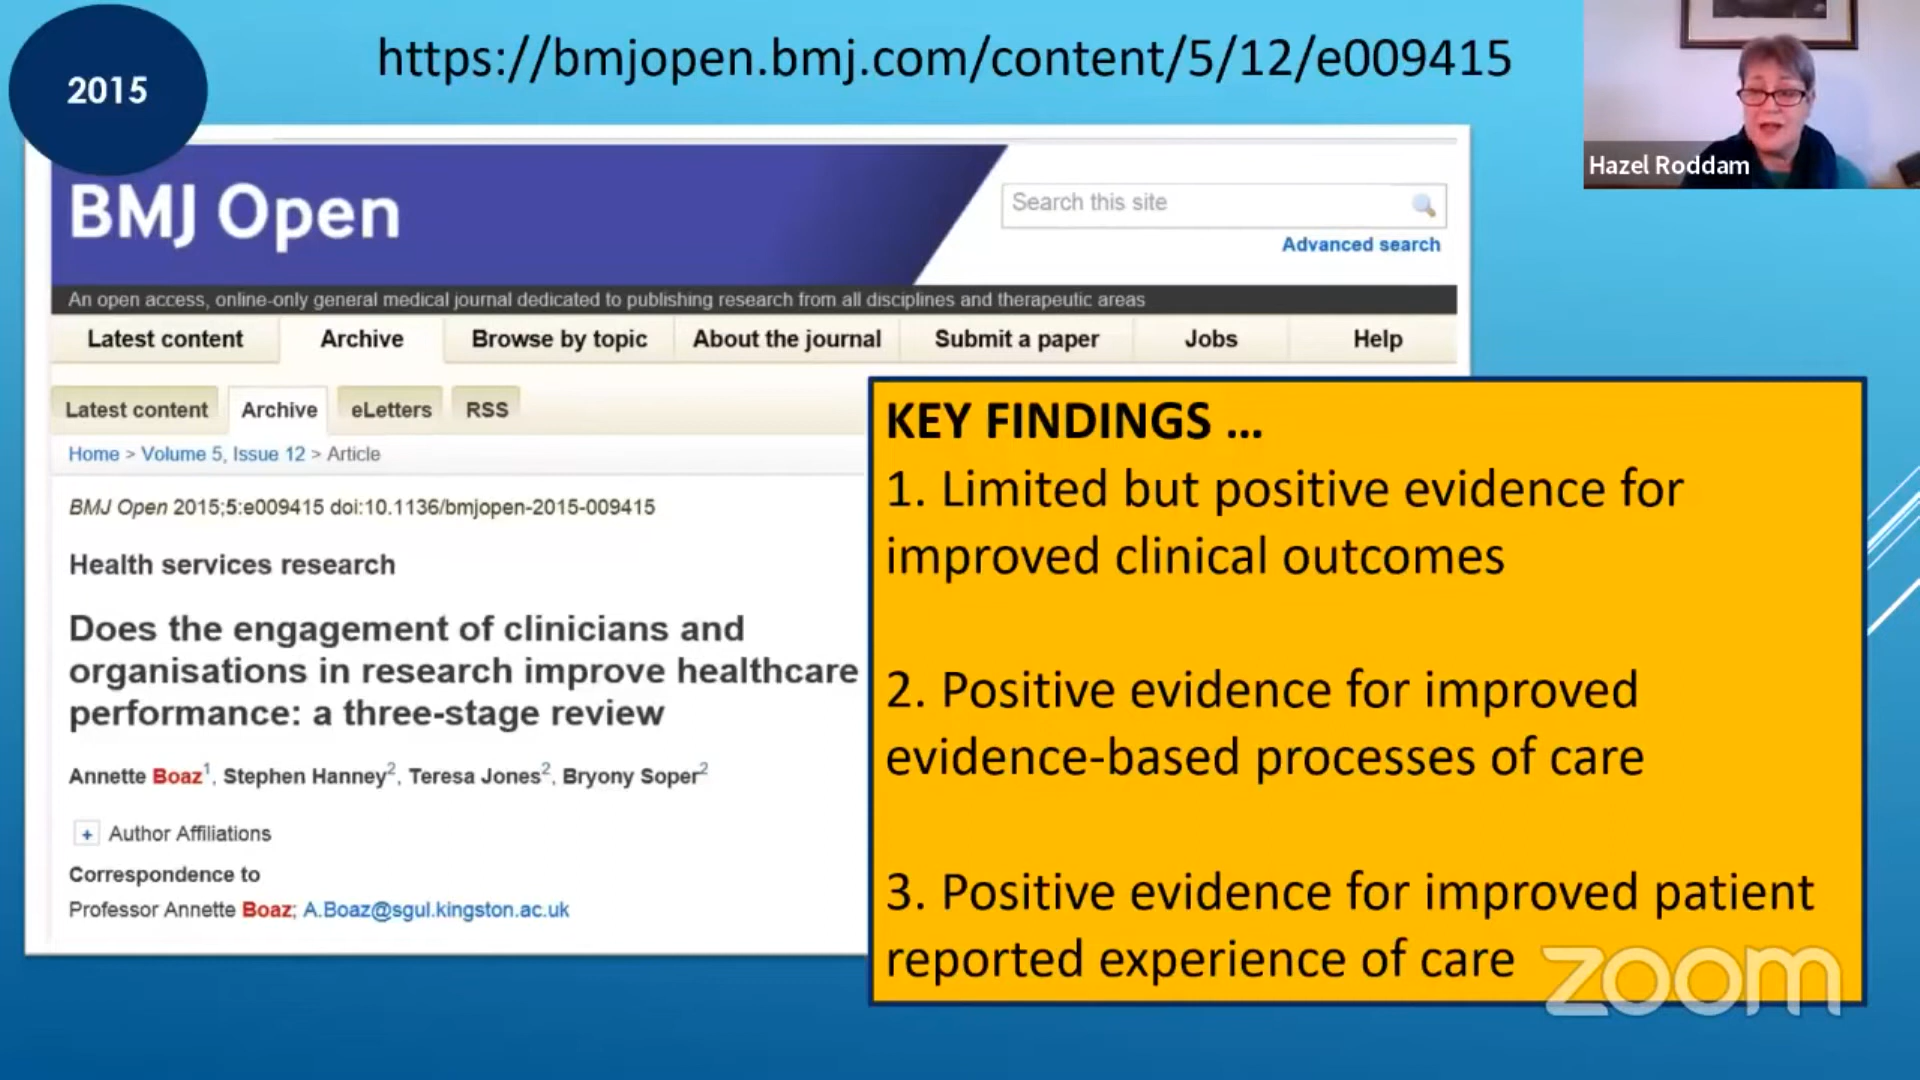 2015
https://bmjopen.bmj.com/content/5/12/e009415
Hazel Roddam
BMJ Open
Search this site
Advanced search
An open access, online-only general medical journal dedicated to publishing research from all disciplines and therapeutic areas
Latest content Archive Browse by topic About the journal Submit a paper Jobs Help
Latest content Archive eLetters RSS
Home > Volume 5, Issue 12 > Article
BMJ Open 2015;5:e009415 doi:10.1136/bmjopen-2015-009415
Health services research
Does the engagement of clinicians and
organisations in research improve healthcare
performance: a three-stage review
Annette Boaz1, Stephen Hanney2, Teresa Jones2, Bryony Soper2
+ Author Affiliations
Correspondence to
Professor Annette Boaz; A.Boaz@sgul.kingston.ac.uk
KEY FINDINGS ...
1. Limited but positive evidence for
improved clinical outcomes
2. Positive evidence for improved
evidence-based processes of care
3. Positive evidence for improved patient
reported experience of care
zoom